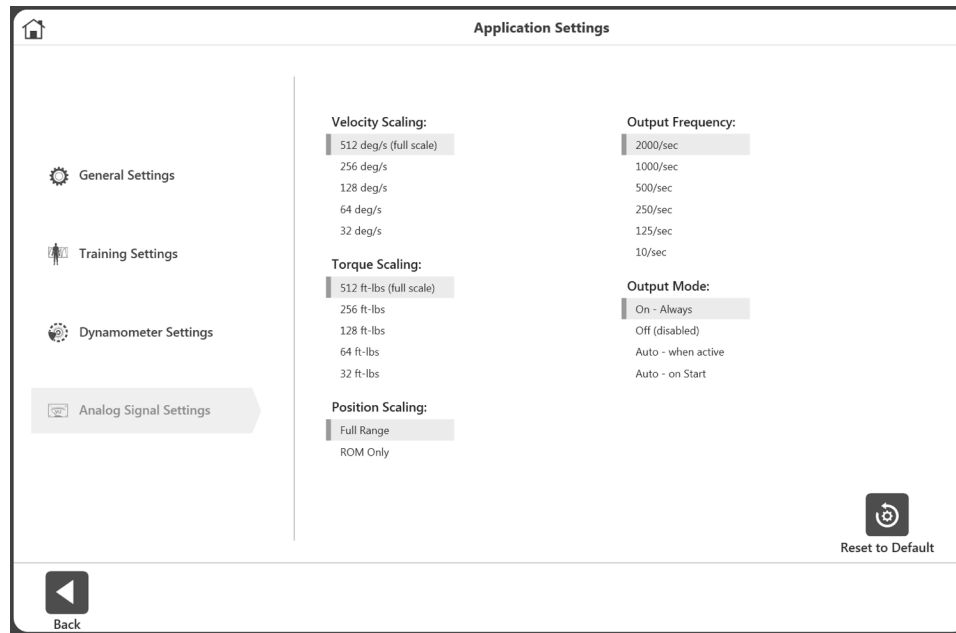 Application Settings
General Settings
Training Settings
Dynamometer Settings
Analog Signal Settings
Velocity Scaling:
512 deg/s (full scale)
256 deg/s
128 deg/s
64 deg/s
32 deg/s
Torque Scaling:
512 ft-lbs (full scale)
256 ft-lbs
128 ft-lbs
64 ft-lbs
32 ft-lbs
Position Scaling:
Full Range
ROM Only
Output Frequency:
2000/sec
1000/sec
500/sec
250/sec
125/sec
10/sec
Output Mode:
On - Always
Off (disabled)
Auto - when active
Auto - on Start
Reset to Default
Back